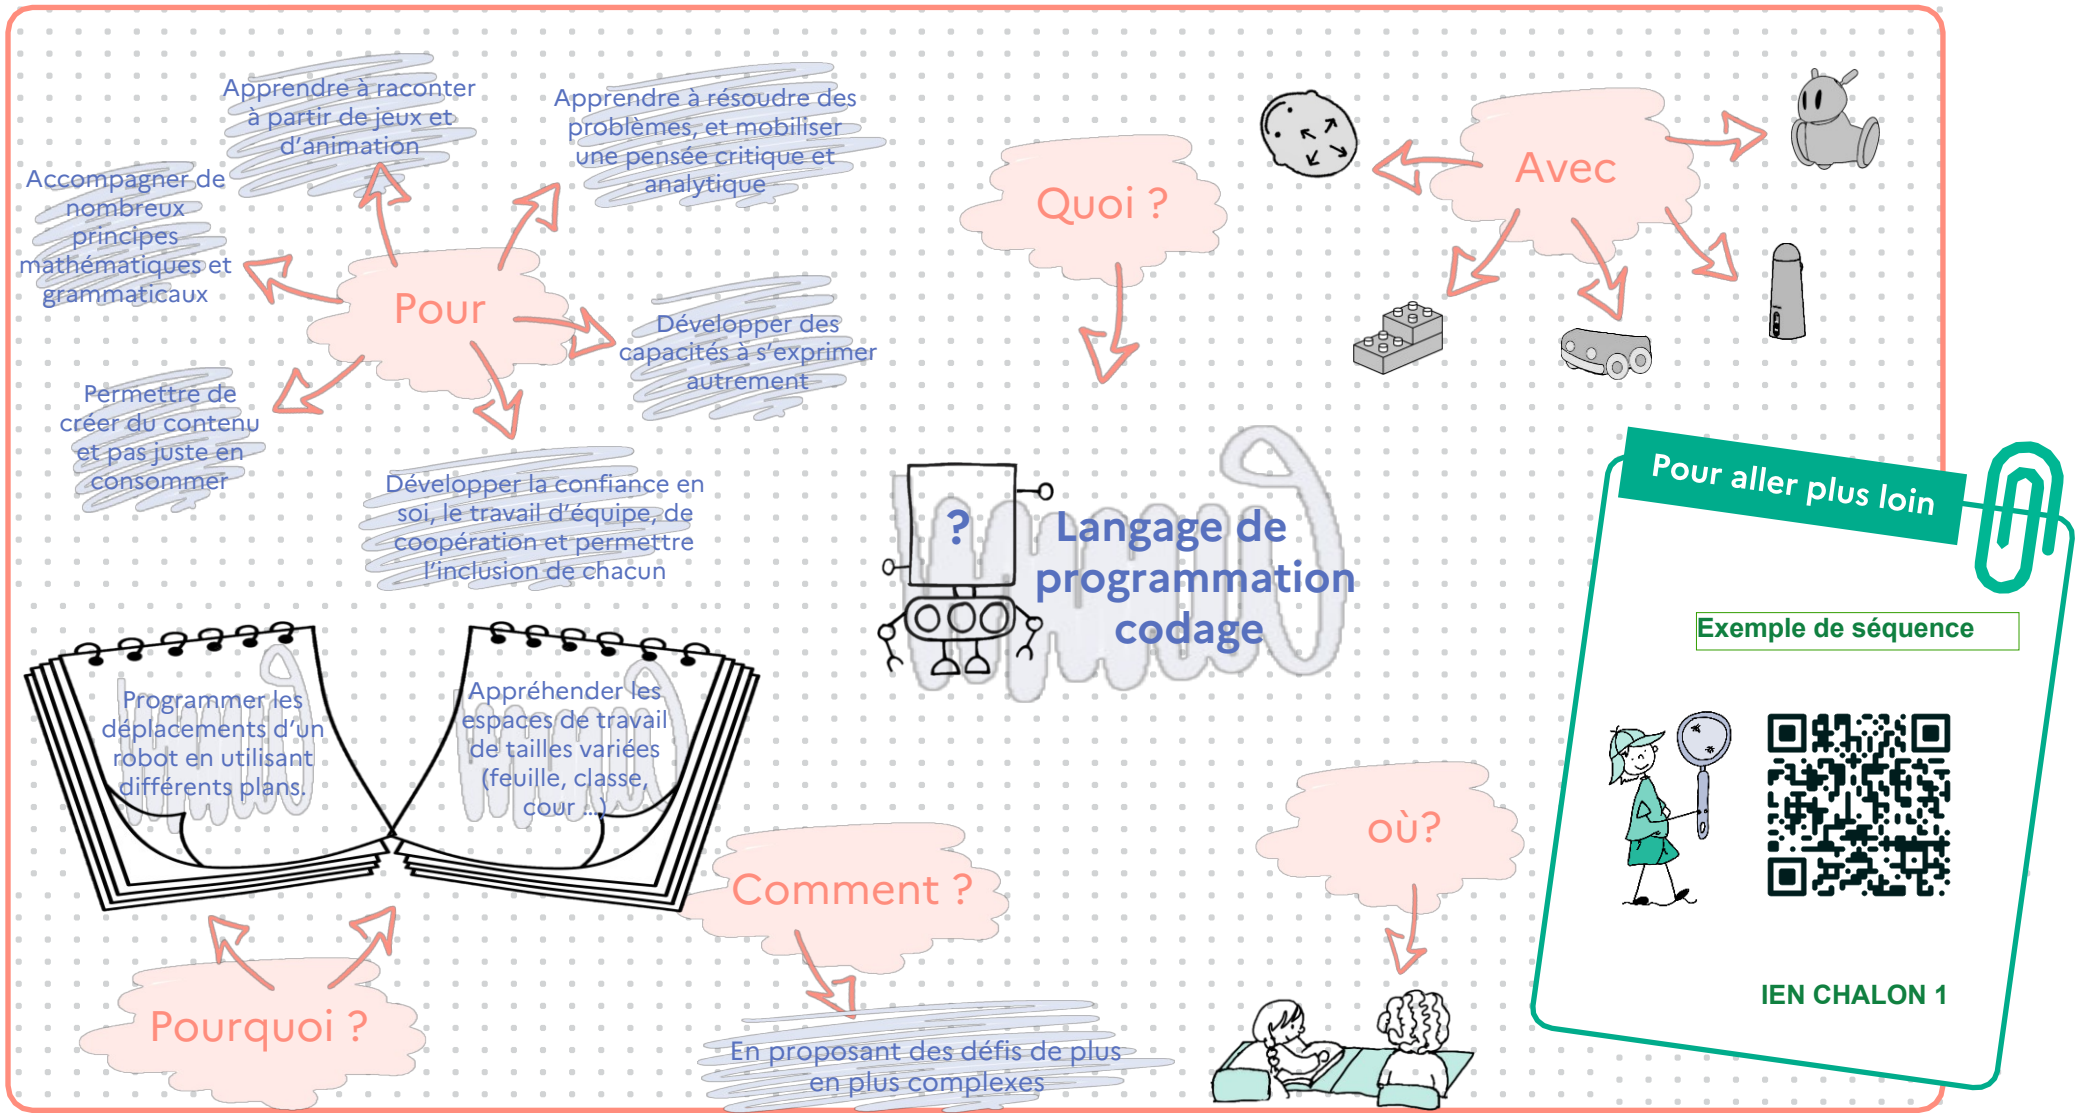 Apprendre à raconter
à partir de jeux et
d'animation
Apprendre à résoudre des
problèmes, et mobiliser
une pensée critique et
analytique
Accompagner de
nombreux
principes
mathématiques et
grammaticaux
Pour
Développer des
capacités à s'exprimer
autrement
Permettre de
créer du contenu
et pas juste en
consommer
Développer la confiance en
soi, le travail d'équipe, de
coopération et permettre
l'inclusion de chacun
Quoi ?
Avec
?
Langage de
programmation
codage
Pour aller plus loin
Exemple de séquence
IEN CHALON 1
Programmer les
déplacements d'un
robot en utilisant
différents plans.
Appréhender les
espaces de travail
de tailles variées
(feuille, classe,
cour ...)
Pourquoi ?
Comment ?
En proposant des défis de plus
en plus complexes
où?